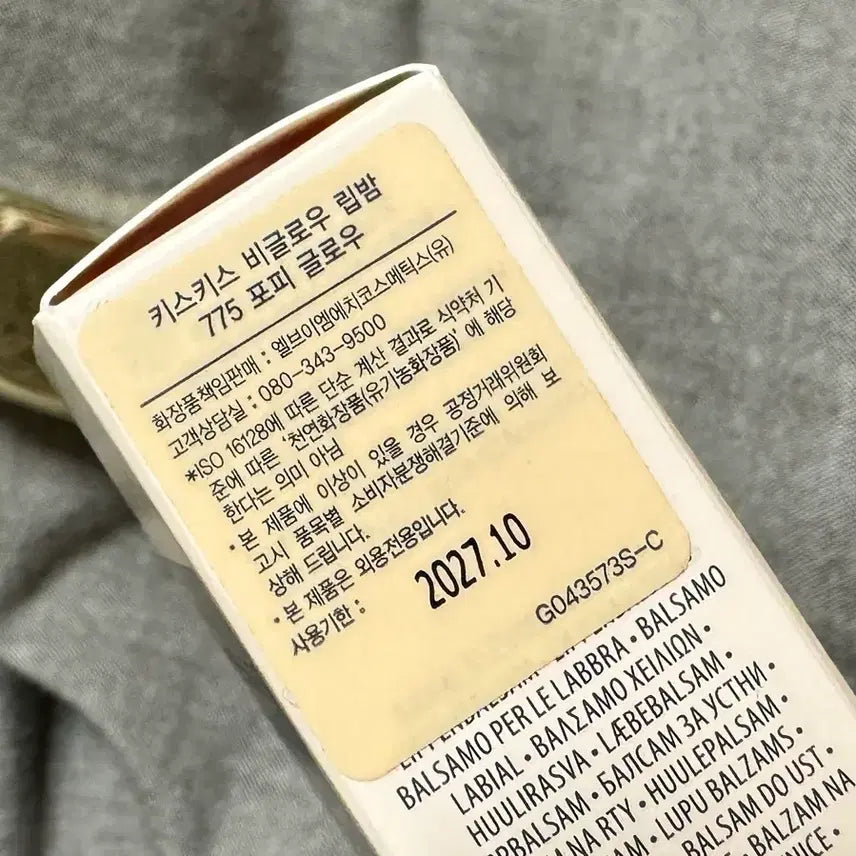 키스키스 비글로우 립밤
775 포피 글로우
화장품책임판매 : 엘브이엠에치코스메틱스(유)
고객상담실 : 080-343-9500
*ISO 16128에 따른 단순 계산 결과로 식약처 기
준에 따른 '천연화장품(유기농화장품)' 에 해당
한다는 의미 아님
· 본 제품에 이상이 있을 경우 공정거래위원회
고시 품목별 소비자분쟁해결기준에 의해 보
상해 드립니다.
· 본 제품은 외용전용입니다.
사용기한 : 2027.10
G043573S-C
BALSAMO PER LE LABBRA • BALSAMO
LABIAL • ΒΑΛΣΑΜΟ ΧΕΙΛΙΩΝ •
HUULIRASVA • LÆBEBALSAM •
БАЛСАМ ЗА УСТНИ •
NA RTY • HUULEPALSAM •
LUPU BALZAMS •
BALSAM DO UST •
BALZAM NA